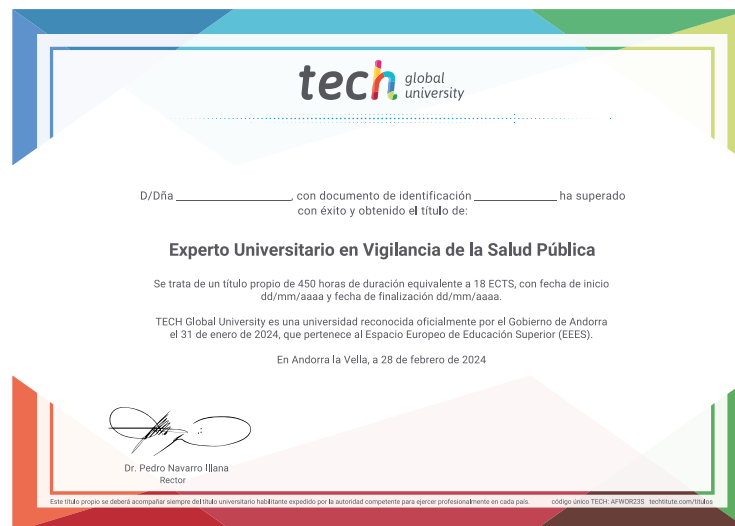 tech global university
D/Dña ______________, con documento de identificación __________ ha superado
con éxito y obtenido el título de:
Experto Universitario en Vigilancia de la Salud Pública
Se trata de un título propio de 450 horas de duración equivalente a 18 ECTS, con fecha de inicio
dd/mm/aaaa y fecha de finalización dd/mm/aaaa.
TECH Global University es una universidad reconocida oficialmente por el Gobierno de Andorra
el 31 de enero de 2024, que pertenece al Espacio Europeo de Educación Superior (EEES).
En Andorra la Vella, a 28 de febrero de 2024
Dr. Pedro Navarro Illana
Rector
Este título propio se deberá acompañar siempre del título universitario habilitante expedido por la autoridad competente para ejercer profesionalmente en cada país. código único TECH: AFWOR23S techtitute.com/titulos